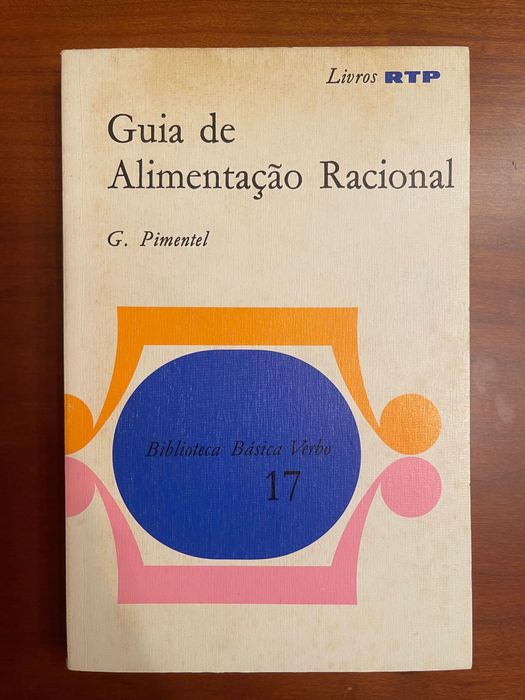 Livros RTP
Guia de
Alimentação Racional
G. Pimentel
Biblioteca Básica Verbo
17